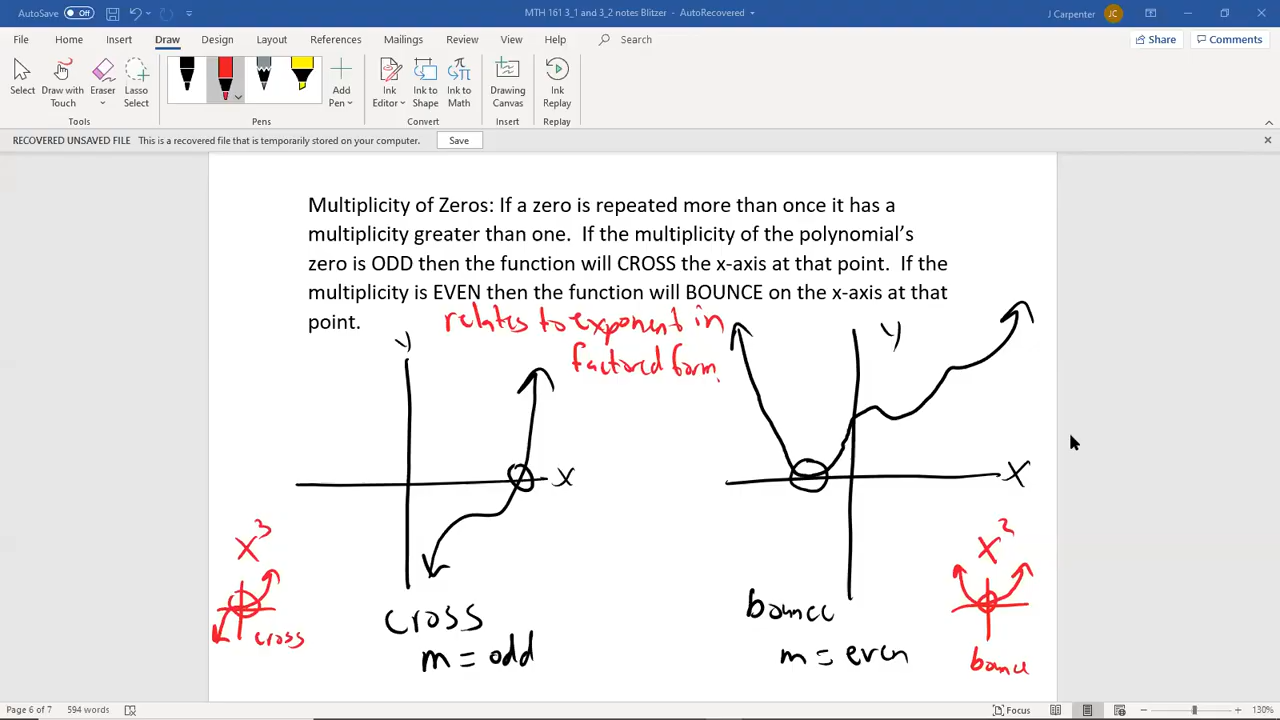 AutoSave Off
MTH 161 3_1 and 3_2 notes Blitzer - AutoRecovered
J Carpenter JC
File Home Insert Draw Design Layout References Mailings Review View Help Search
Share Comments
Select Draw with Touch Eraser Lasso Select Add Pen Ink Editor Ink to Shape Ink to Math Drawing Canvas Ink Replay
Tools Pens Convert Insert Replay
RECOVERED UNSAVED FILE This is a recovered file that is temporarily stored on your computer. Save
Multiplicity of Zeros: If a zero is repeated more than once it has a
multiplicity greater than one. If the multiplicity of the polynomial's
zero is ODD then the function will CROSS the x-axis at that point. If the
multiplicity is EVEN then the function will BOUNCE on the x-axis at that
point.
relates to exponent in
factored form.
y
x
x³
cross
cross
m = odd
y
x
bounce
m = even
x²
bounce
Page 6 of 7 594 words
Focus 130%